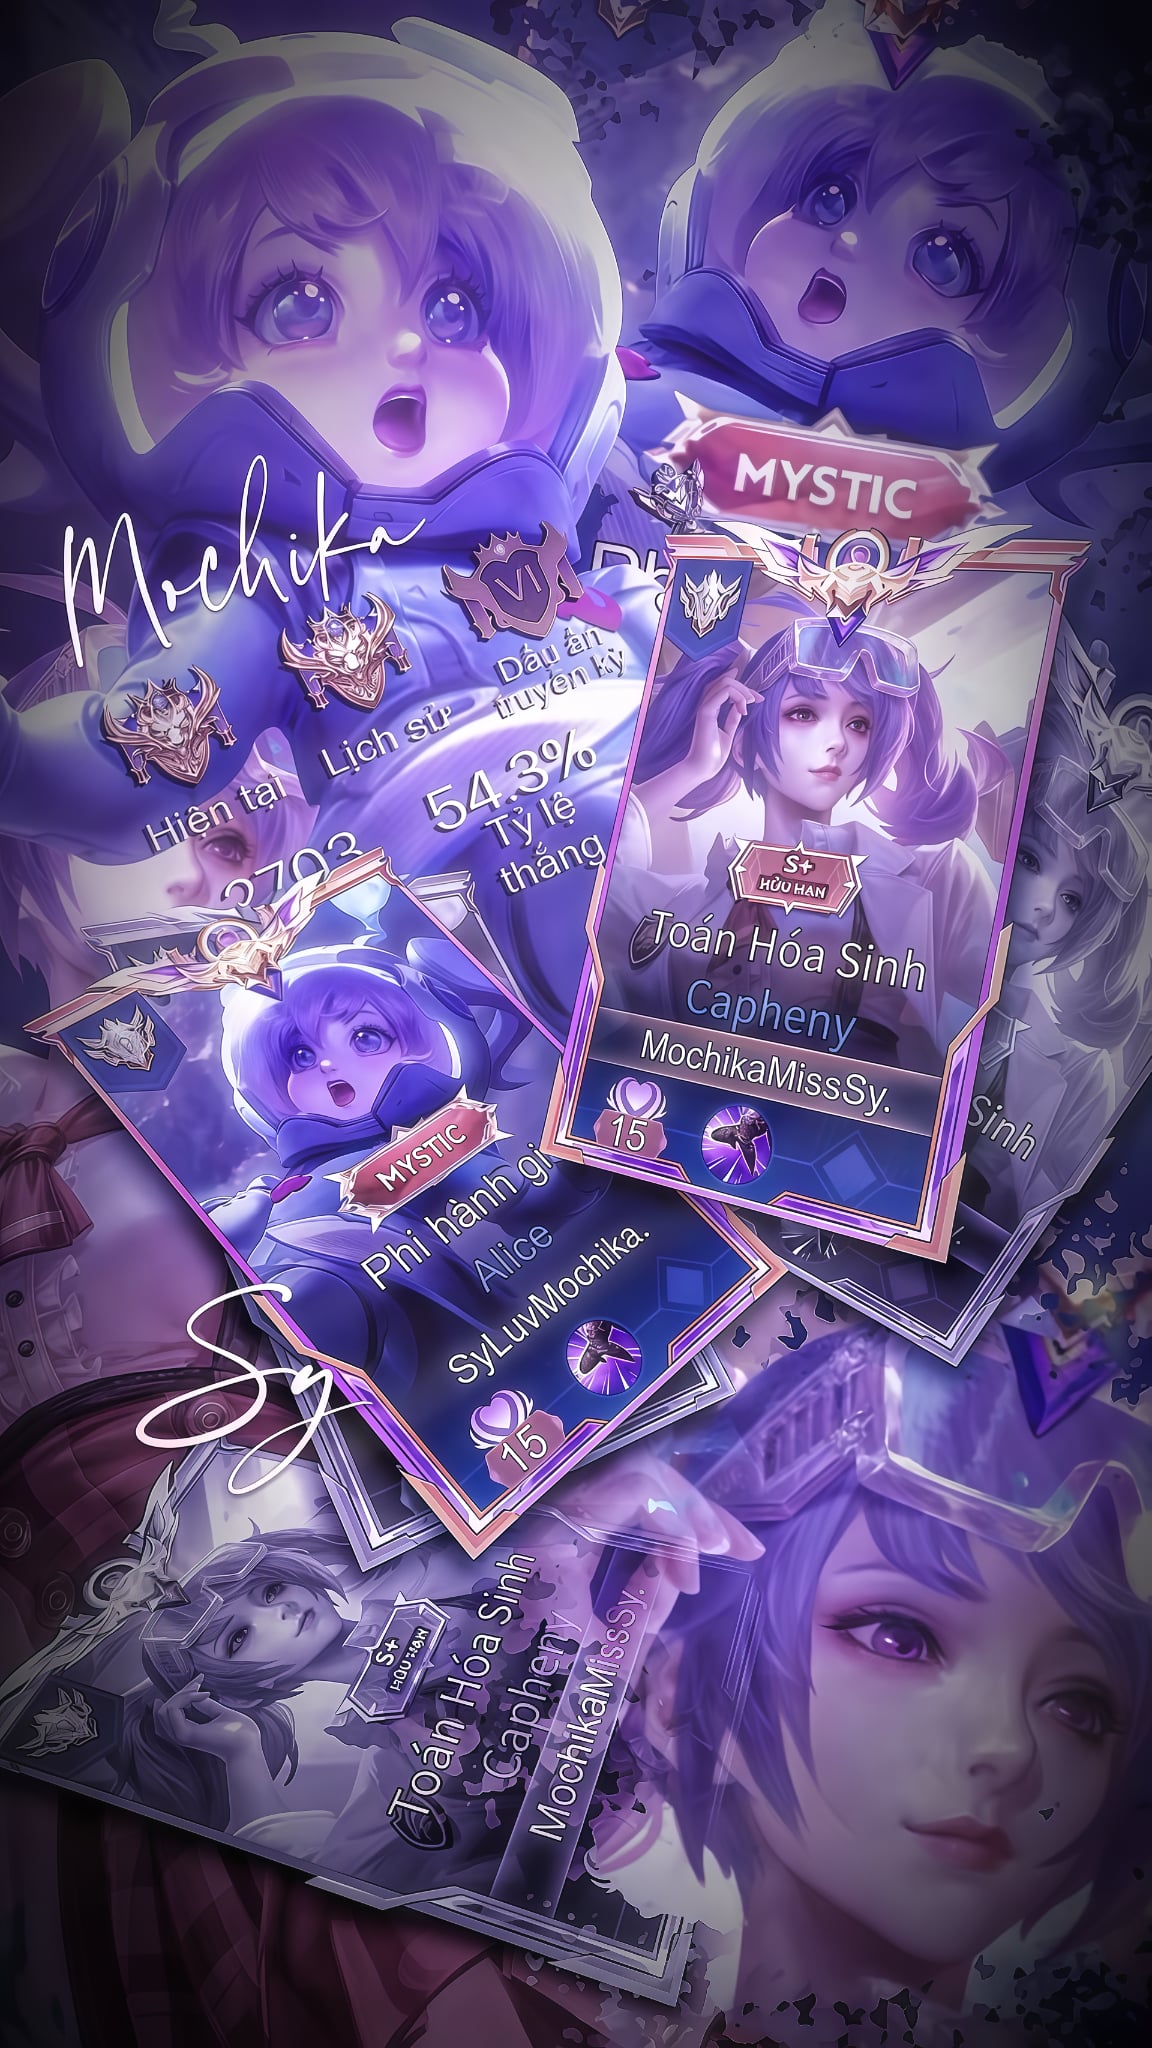 MYSTIC
Mochika
VI
Dấu ấn
truyền kỳ
Lịch sử
Hiện tại
54.3%
Tỷ lệ
thắng
3703
S+
HỮU HẠN
Toán Hóa Sinh
Capheny
MochikaMissSy.
15
Sinh
MYSTIC
Phi hành gi
Alice
SyLuvMochika.
15
Sy
S+
HỮU HẠN
Toán Hóa Sinh
Capheny
MochikaMissSy.